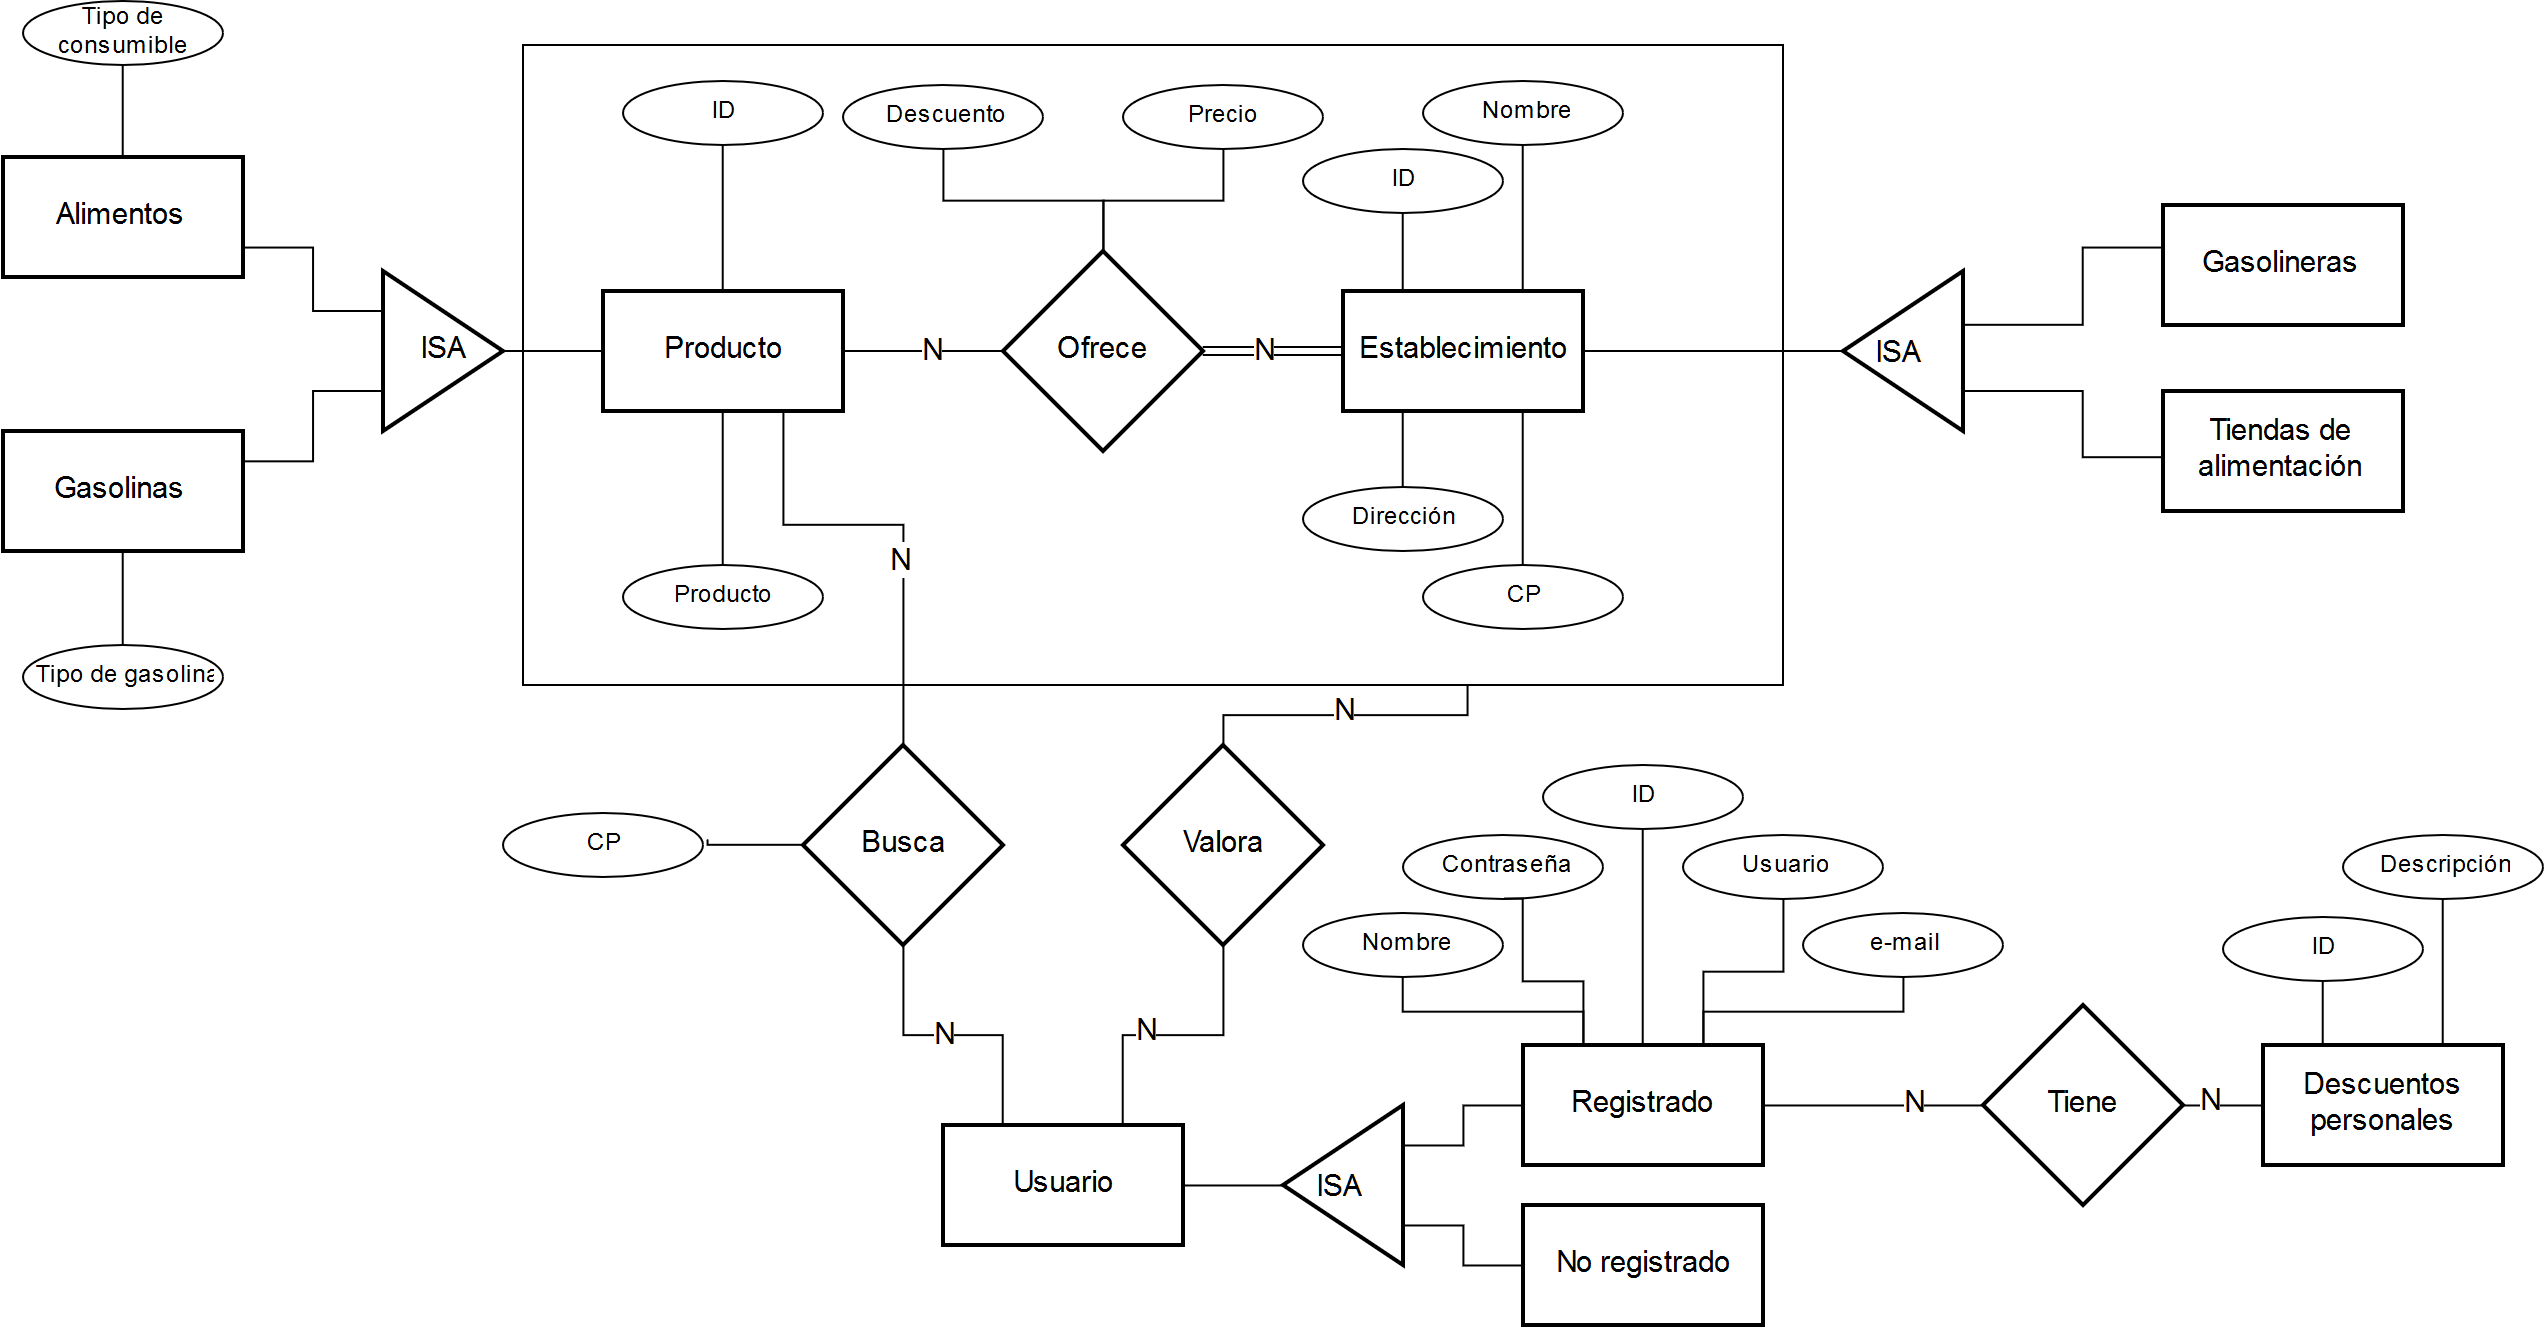 Tipo de
consumible
ID
Descuento
Precio
Nombre
ID
Alimentos
Gasolineras
ISA
Producto
N
Ofrece
N
Establecimiento
ISA
Tiendas de
alimentación
Gasolinas
Dirección
N
Producto
CP
Tipo de gasolina
N
ID
CP
Busca
Valora
Contraseña
Usuario
Descripción
Nombre
e-mail
ID
N
N
Registrado
N
Tiene
N
Descuentos
personales
Usuario
ISA
No registrado